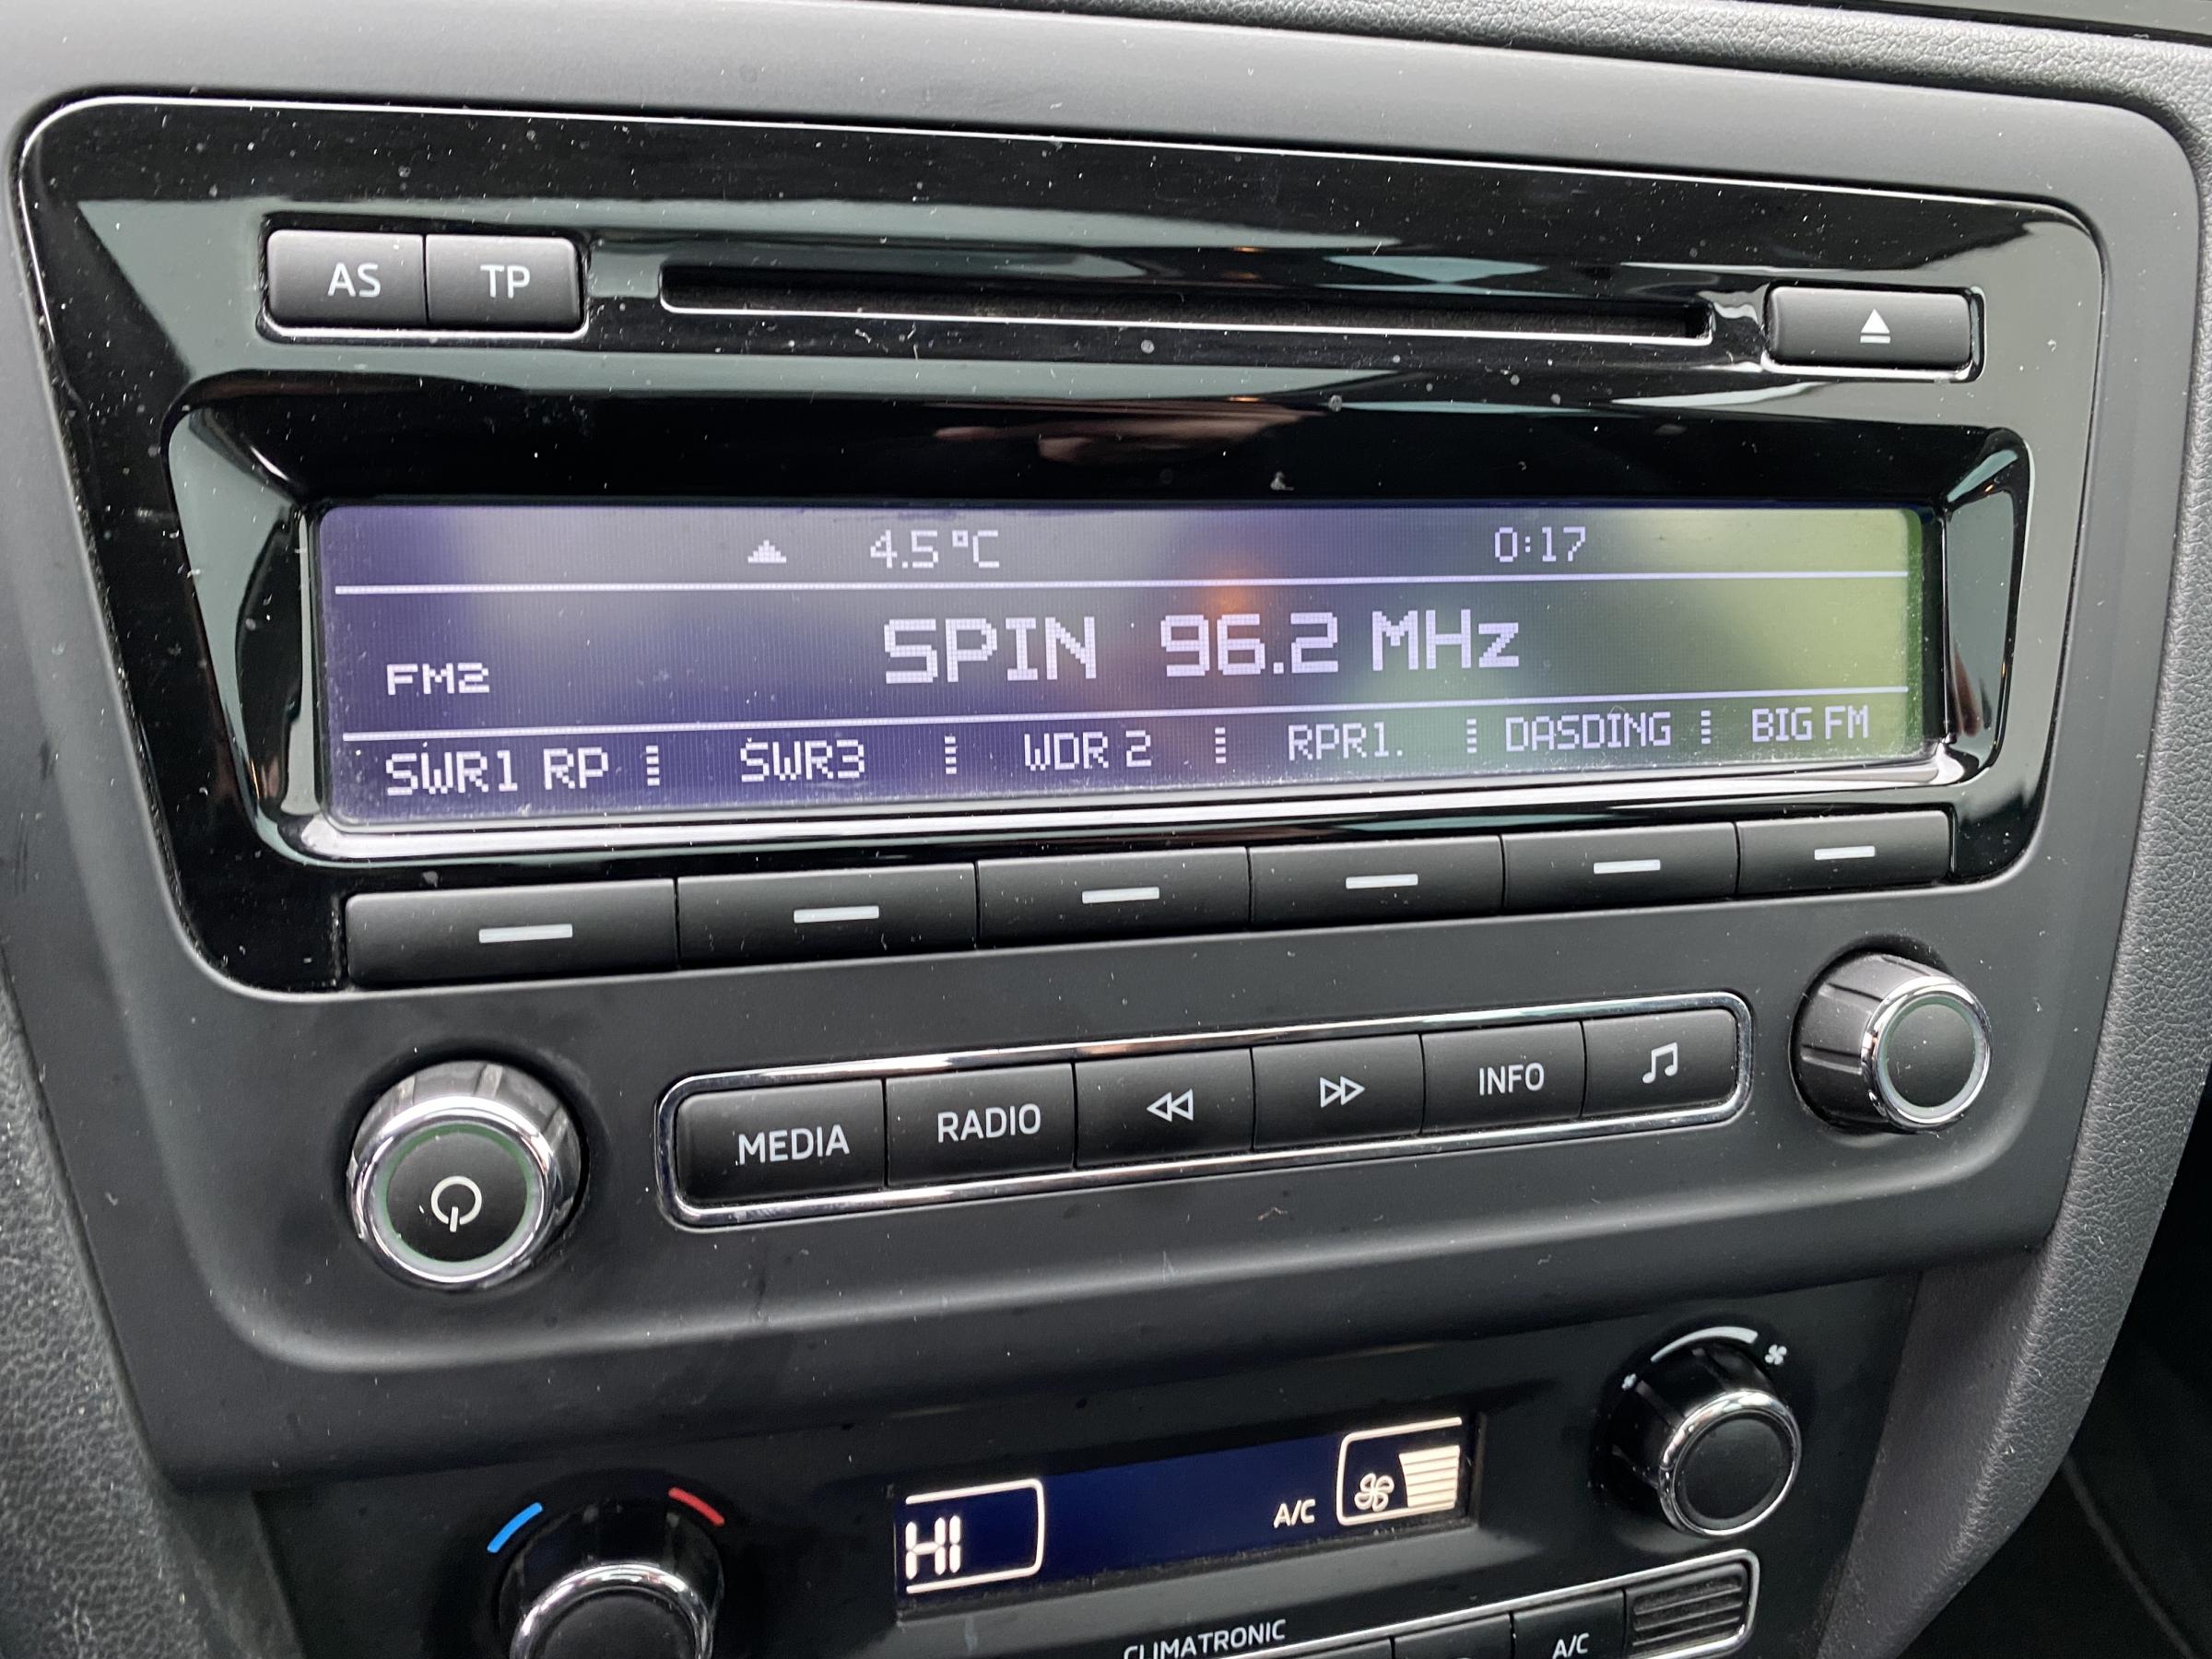 AS TP
4.5°C 0:17
FM2 SPIN 96.2 MHz
SWR1 RP SWR3 WDR 2 RPR1. DASDING BIG FM
MEDIA RADIO INFO
HI A/C
CLIMATRONIC
A/C